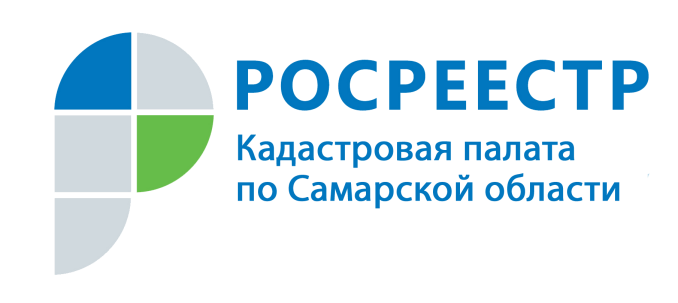 РОСРЕЕСТР
Кадастровая палата
по Самарской области